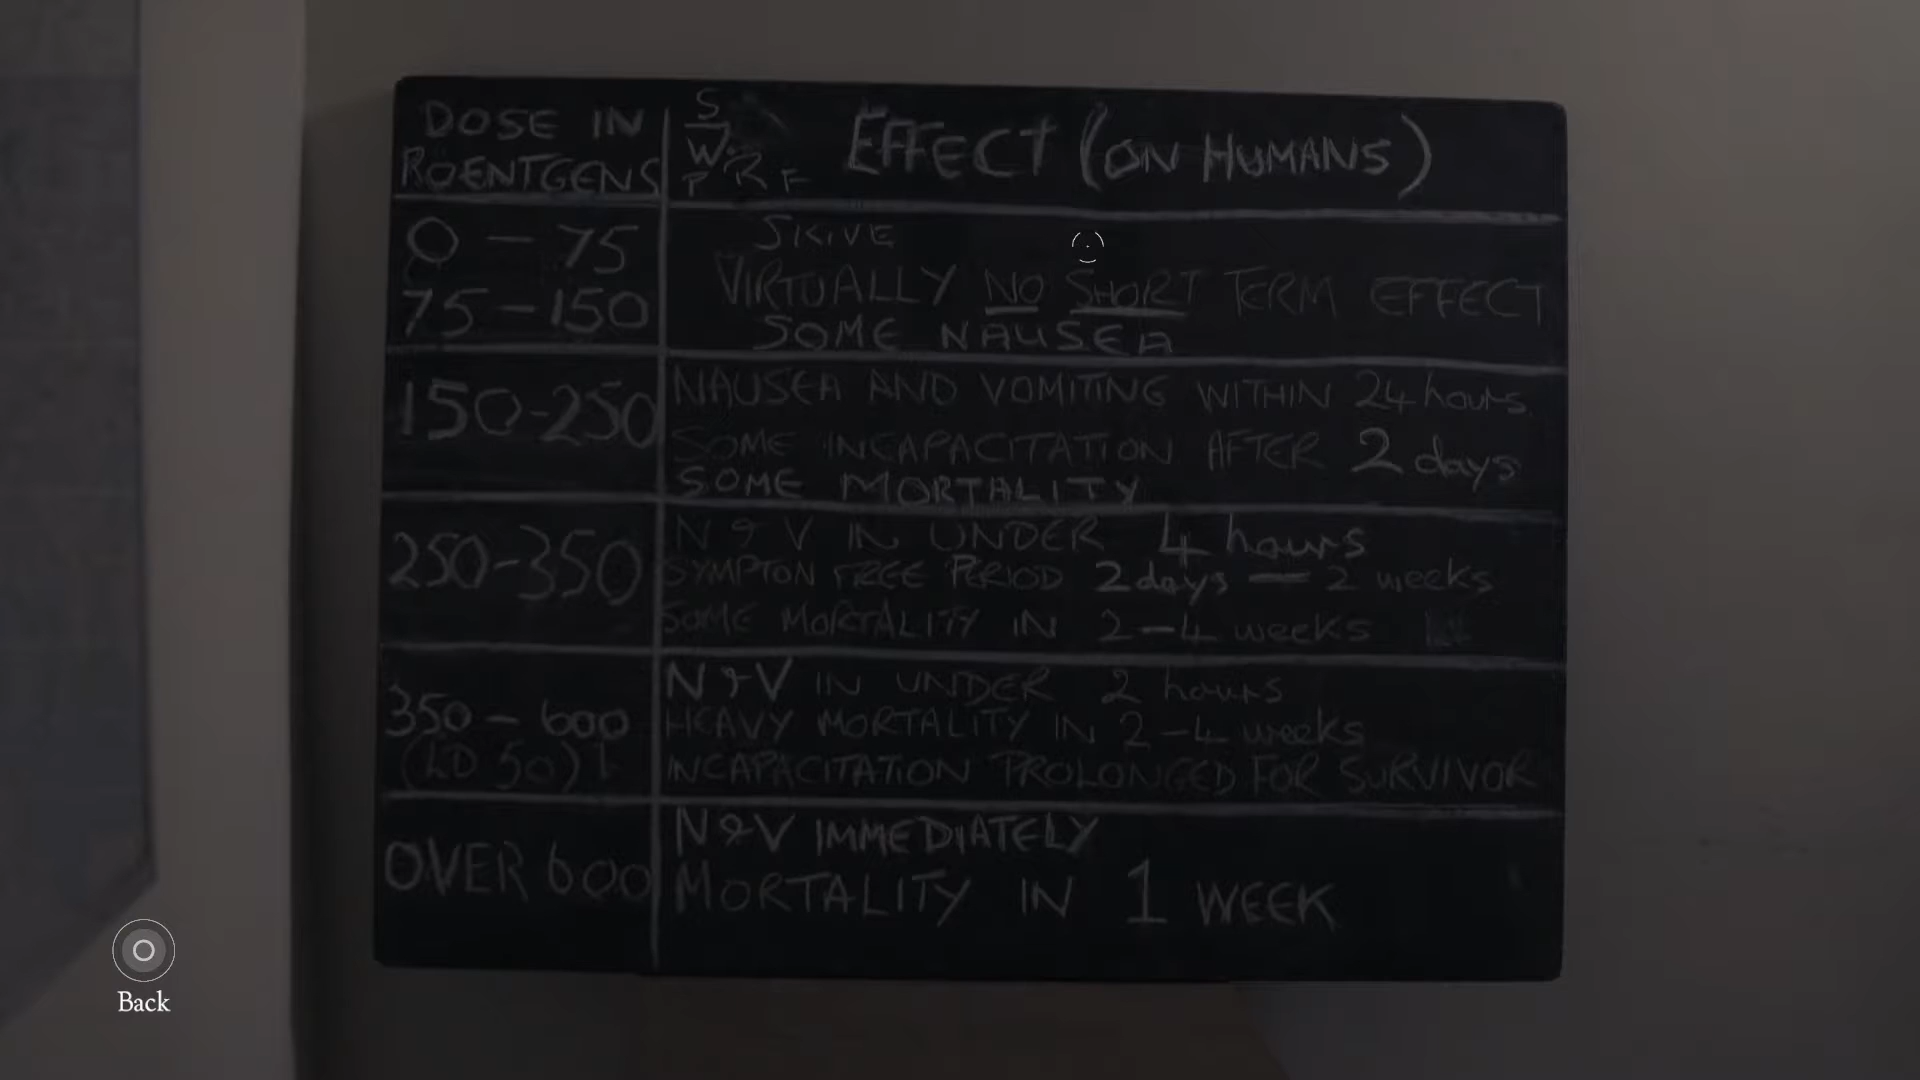 DOSE IN
ROENTGENS
S
W.
P R F
EFFECT (ON HUMANS)
0 - 75
SKIVE
VIRTUALLY NO SHORT TERM EFFECT
75 - 150
SOME NAUSEA
150-250
NAUSEA AND VOMITING WITHIN 24 hours
SOME INCAPACITATION AFTER 2 days
SOME MORTALITY
250-350
N & V IN UNDER 4 hours
SYMPTON FREE PERIOD 2 days — 2 weeks
SOME MORTALITY IN 2-4 weeks
350 - 600
(LD 50)
N & V IN UNDER 2 hours
HEAVY MORTALITY IN 2-4 weeks
INCAPACITATION PROLONGED FOR SURVIVOR
OVER 600
N & V IMMEDIATELY
MORTALITY IN 1 WEEK
Back